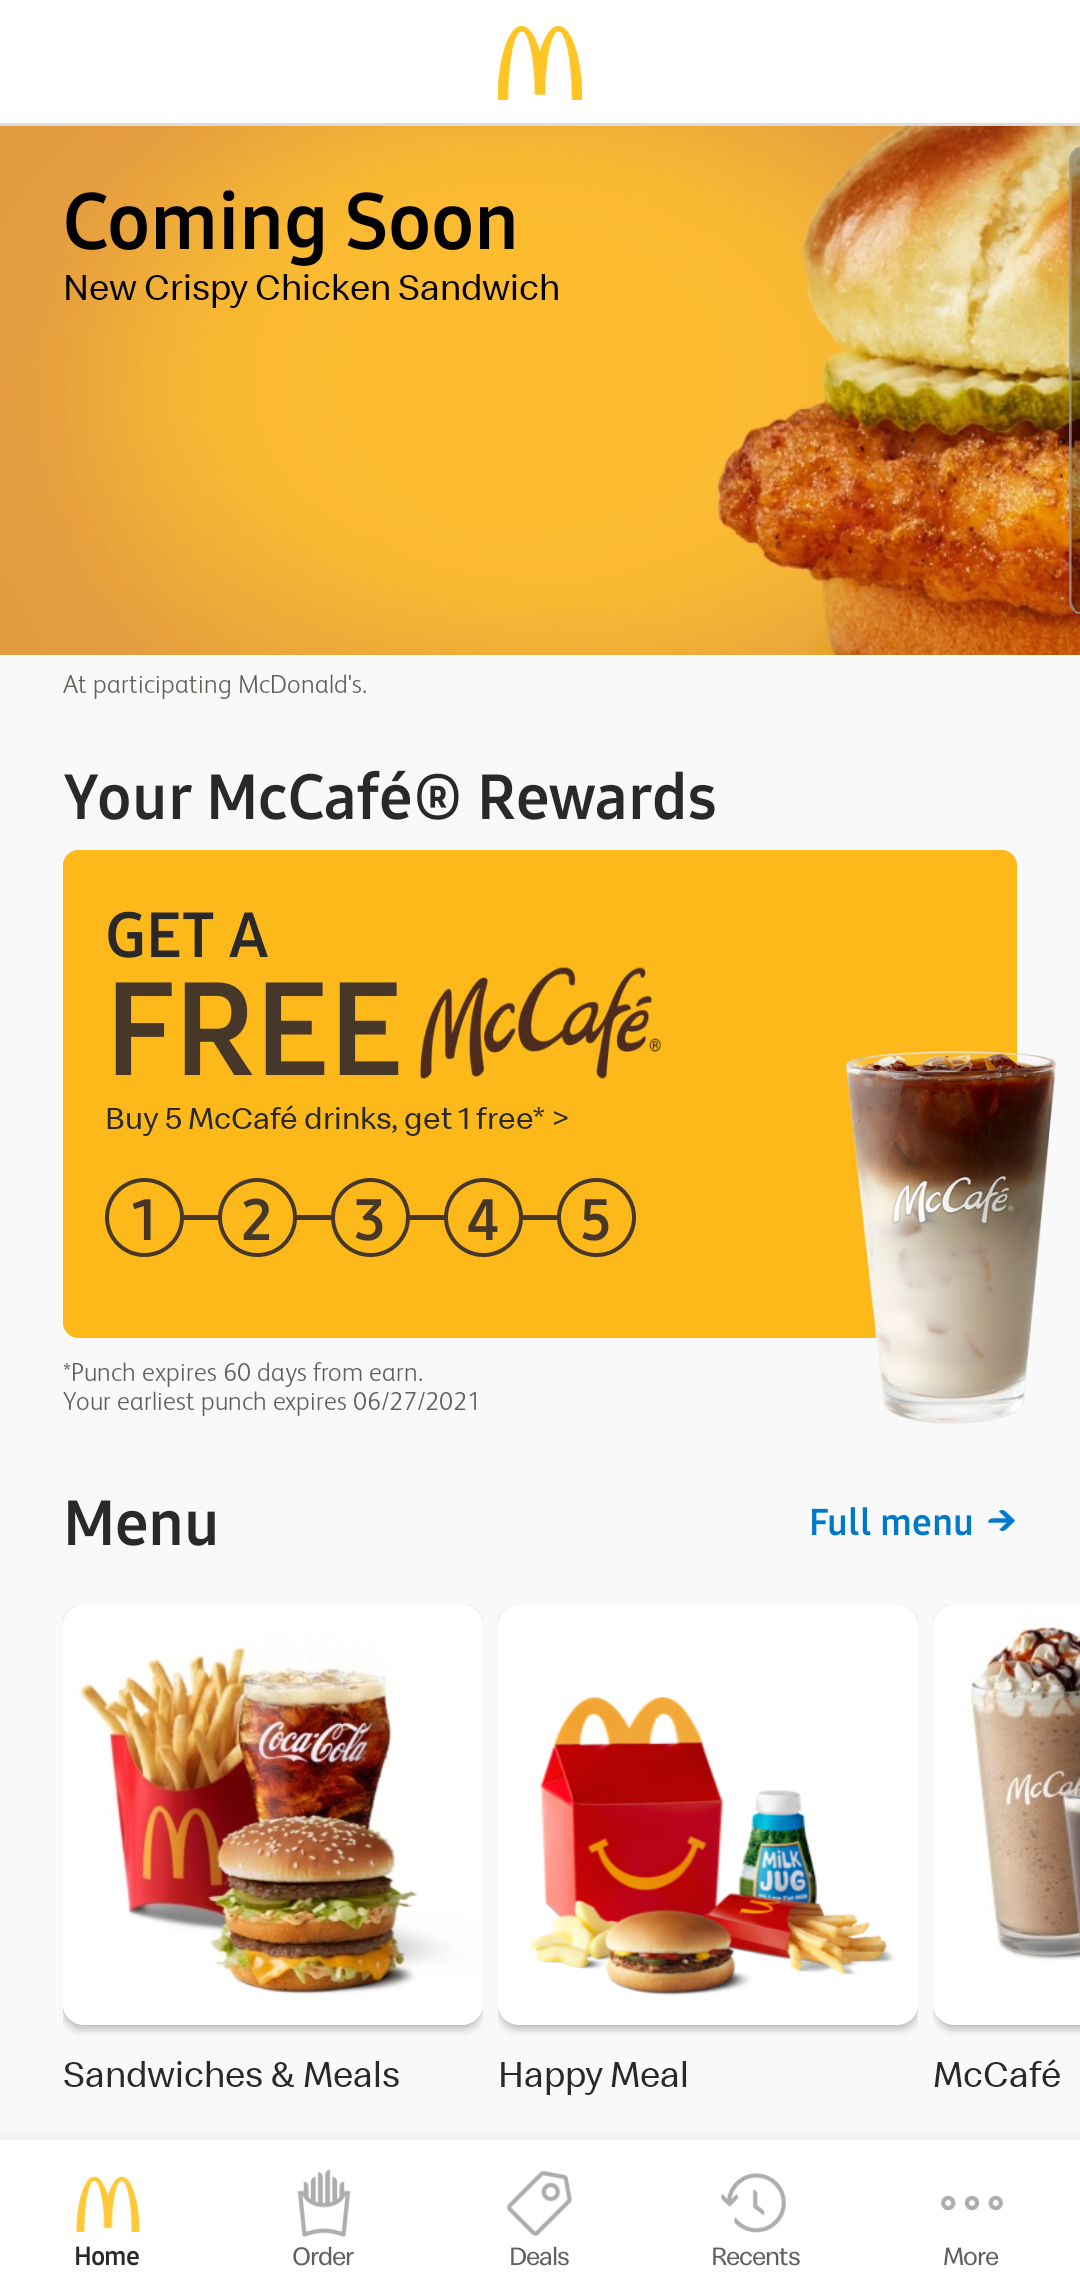 Coming Soon
New Crispy Chicken Sandwich
At participating McDonald's.
Your McCafé® Rewards
GET A
FREE McCafé®
Buy 5 McCafé drinks, get 1 free* >
1 2 3 4 5
McCafé®
*Punch expires 60 days from earn.
Your earliest punch expires 06/27/2021
Menu
Full menu →
Coca-Cola
MiLK
JUG
Sandwiches & Meals
Happy Meal
McCafé
Home
Order
Deals
Recents
More